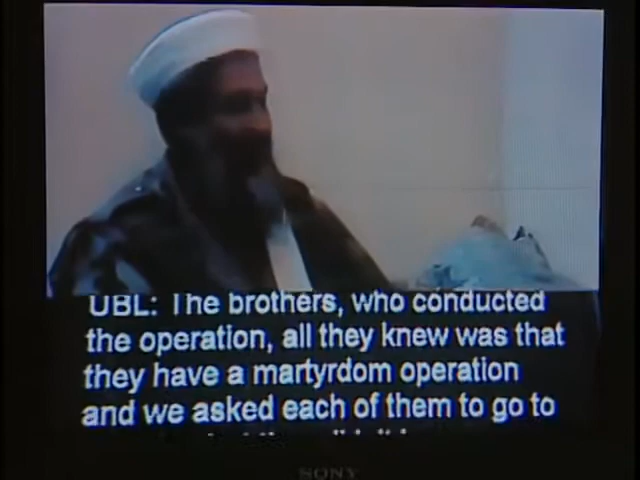 UBL: The brothers, who conducted
the operation, all they knew was that
they have a martyrdom operation
and we asked each of them to go to
SONY